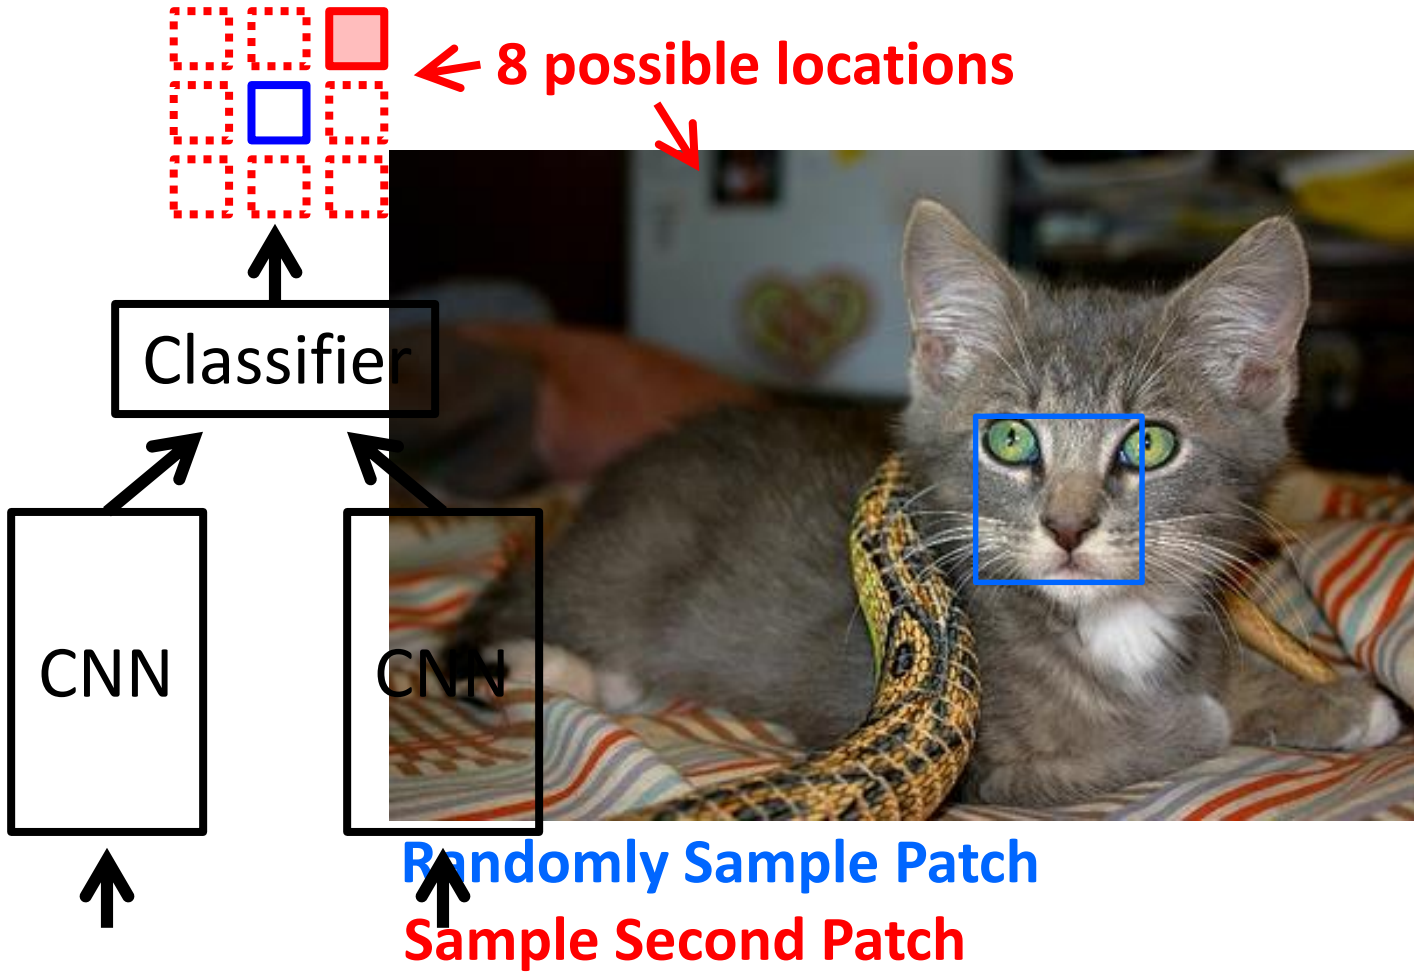 8 possible locations
Classifier
CNN
CNN
Randomly Sample Patch
Sample Second Patch